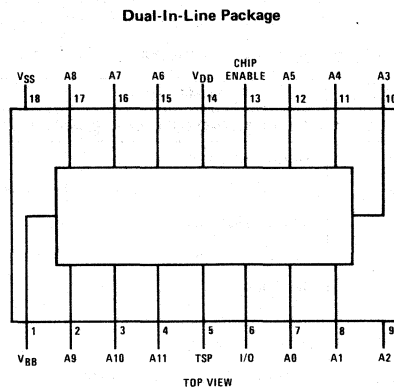 Dual-In-Line Package
CHIP
VSS A8 A7 A6 VDD ENABLE A5 A4 A3
18 17 16 15 14 13 12 11 10
1 2 3 4 5 6 7 8 9
VBB A9 A10 A11 TSP I/O A0 A1 A2
TOP VIEW